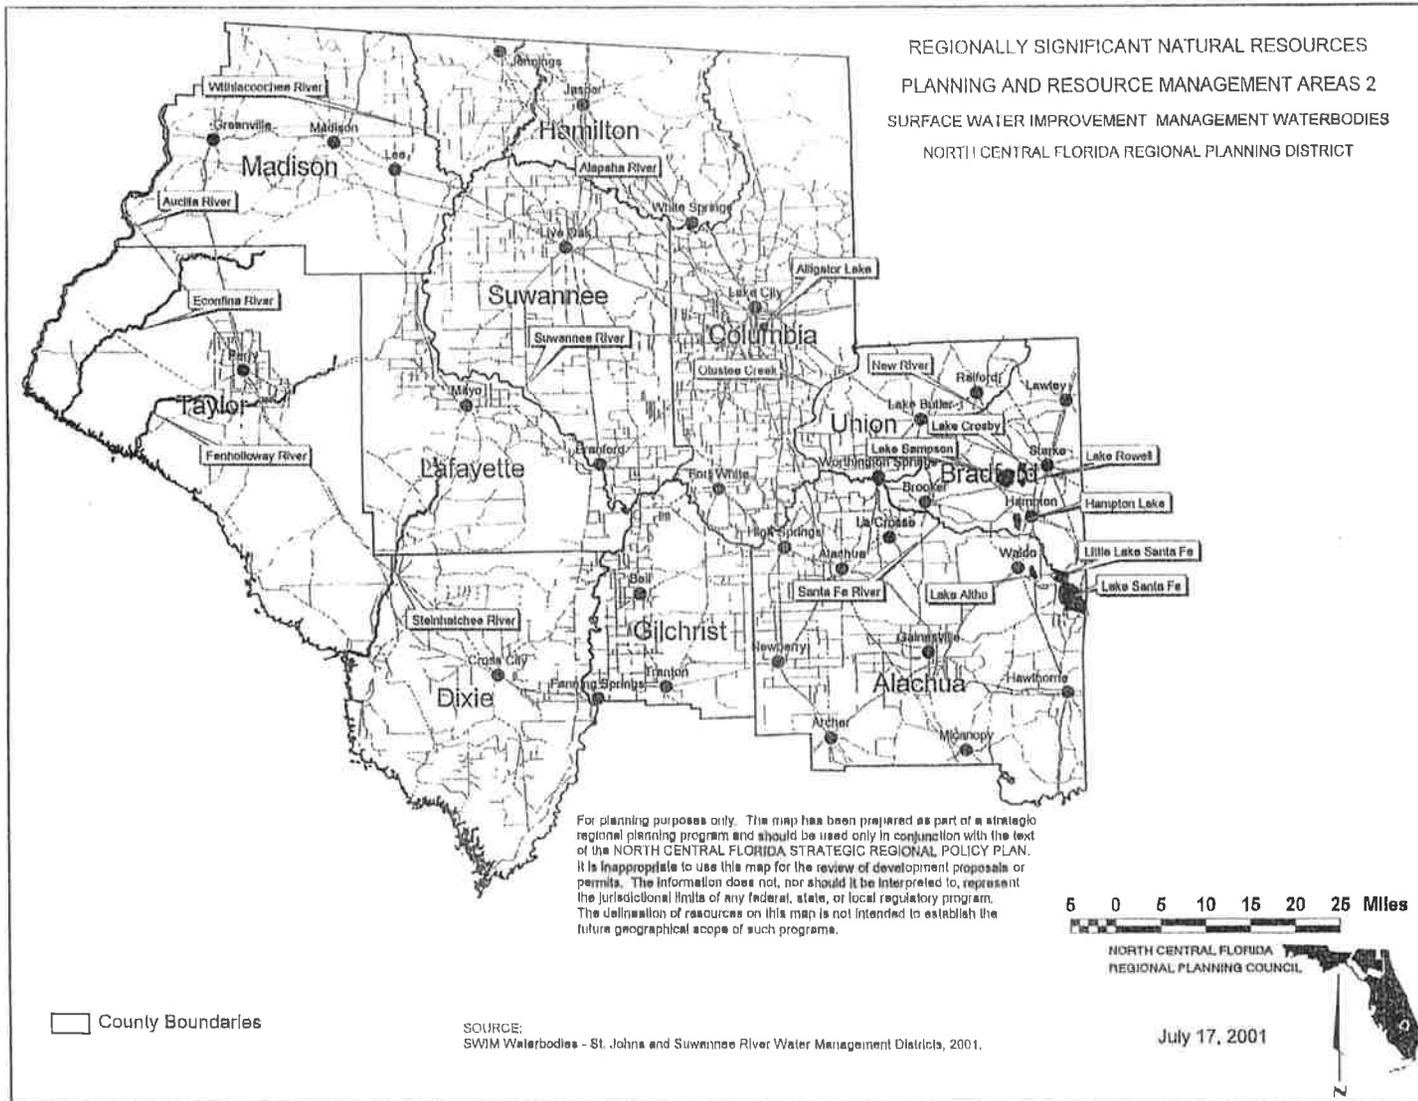 REGIONALLY SIGNIFICANT NATURAL RESOURCES
PLANNING AND RESOURCE MANAGEMENT AREAS 2
SURFACE WATER IMPROVEMENT MANAGEMENT WATERBODIES
NORTH CENTRAL FLORIDA REGIONAL PLANNING DISTRICT
Jennings
Withlacoochee River
Jasper
Greenville
Madison
Hamilton
Lee
Madison
Alapaha River
Aucilla River
White Springs
Live Oak
Alligator Lake
Econfina River
Suwannee
Lake City
Columbia
Suwannee River
Perry
Olustee Creek
New River
Raiford
Lawtey
Mayo
Taylor
Lake Butler
Union
Lake Crosby
Fenholloway River
Lake Sampson
Starke
Lake Rowell
Branford
Worthington Springs
Lafayette
Bradford
Fort White
Brooker
Hampton
Hampton Lake
La Crosse
High Springs
Alachua
Waldo
Little Lake Santa Fe
Bell
Santa Fe River
Lake Altho
Lake Santa Fe
Steinhatchee River
Gilchrist
Gainesville
Newberry
Cross City
Trenton
Fanning Springs
Alachua
Hawthorne
Dixie
Archer
Micanopy
For planning purposes only. The map has been prepared as part of a strategic
regional planning program and should be used only in conjunction with the text
of the NORTH CENTRAL FLORIDA STRATEGIC REGIONAL POLICY PLAN.
It is inappropriate to use this map for the review of development proposals or
permits. The information does not, nor should it be interpreted to, represent
the jurisdictional limits of any federal, state, or local regulatory program.
The delineation of resources on this map is not intended to establish the
future geographical scope of such programs.
5 0 5 10 15 20 25 Miles
NORTH CENTRAL FLORIDA
REGIONAL PLANNING COUNCIL
County Boundaries
SOURCE:
SWIM Waterbodies - St. Johns and Suwannee River Water Management Districts, 2001.
July 17, 2001
N